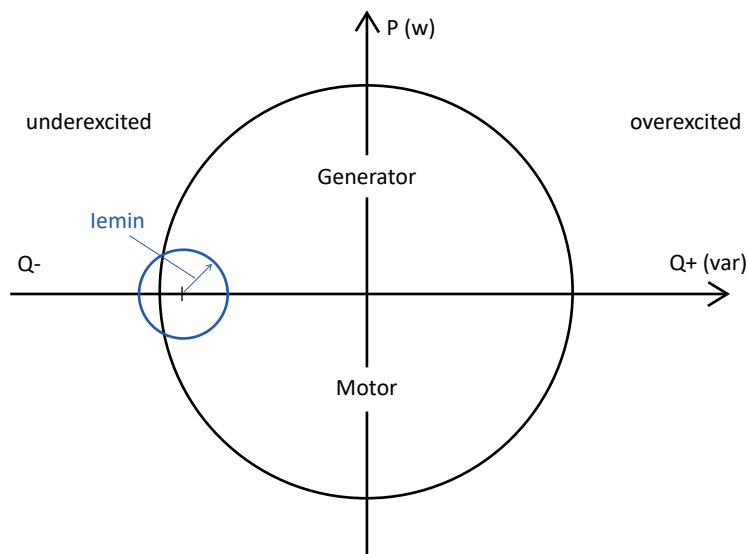 P (w)
underexcited
overexcited
Generator
Iemin
Q-
Q+ (var)
Motor